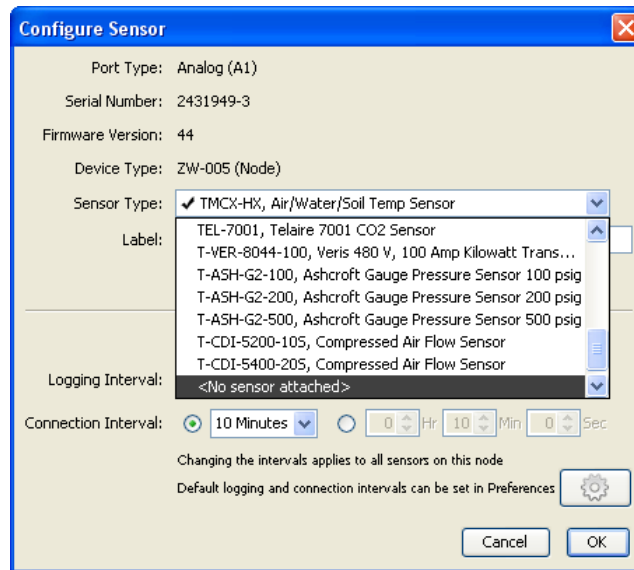 Configure Sensor
Port Type: Analog (A1)
Serial Number: 2431949-3
Firmware Version: 44
Device Type: ZW-005 (Node)
Sensor Type: ✔ TMCX-HX, Air/Water/Soil Temp Sensor
Label:
TEL-7001, Telaire 7001 CO2 Sensor
T-VER-8044-100, Veris 480 V, 100 Amp Kilowatt Trans...
T-ASH-G2-100, Ashcroft Gauge Pressure Sensor 100 psig
T-ASH-G2-200, Ashcroft Gauge Pressure Sensor 200 psig
T-ASH-G2-500, Ashcroft Gauge Pressure Sensor 500 psig
T-CDI-5200-10S, Compressed Air Flow Sensor
T-CDI-5400-20S, Compressed Air Flow Sensor
Logging Interval: <No sensor attached>
Connection Interval: 10 Minutes 0 Hr 10 Min 0 Sec
Changing the intervals applies to all sensors on this node
Default logging and connection intervals can be set in Preferences
Cancel OK